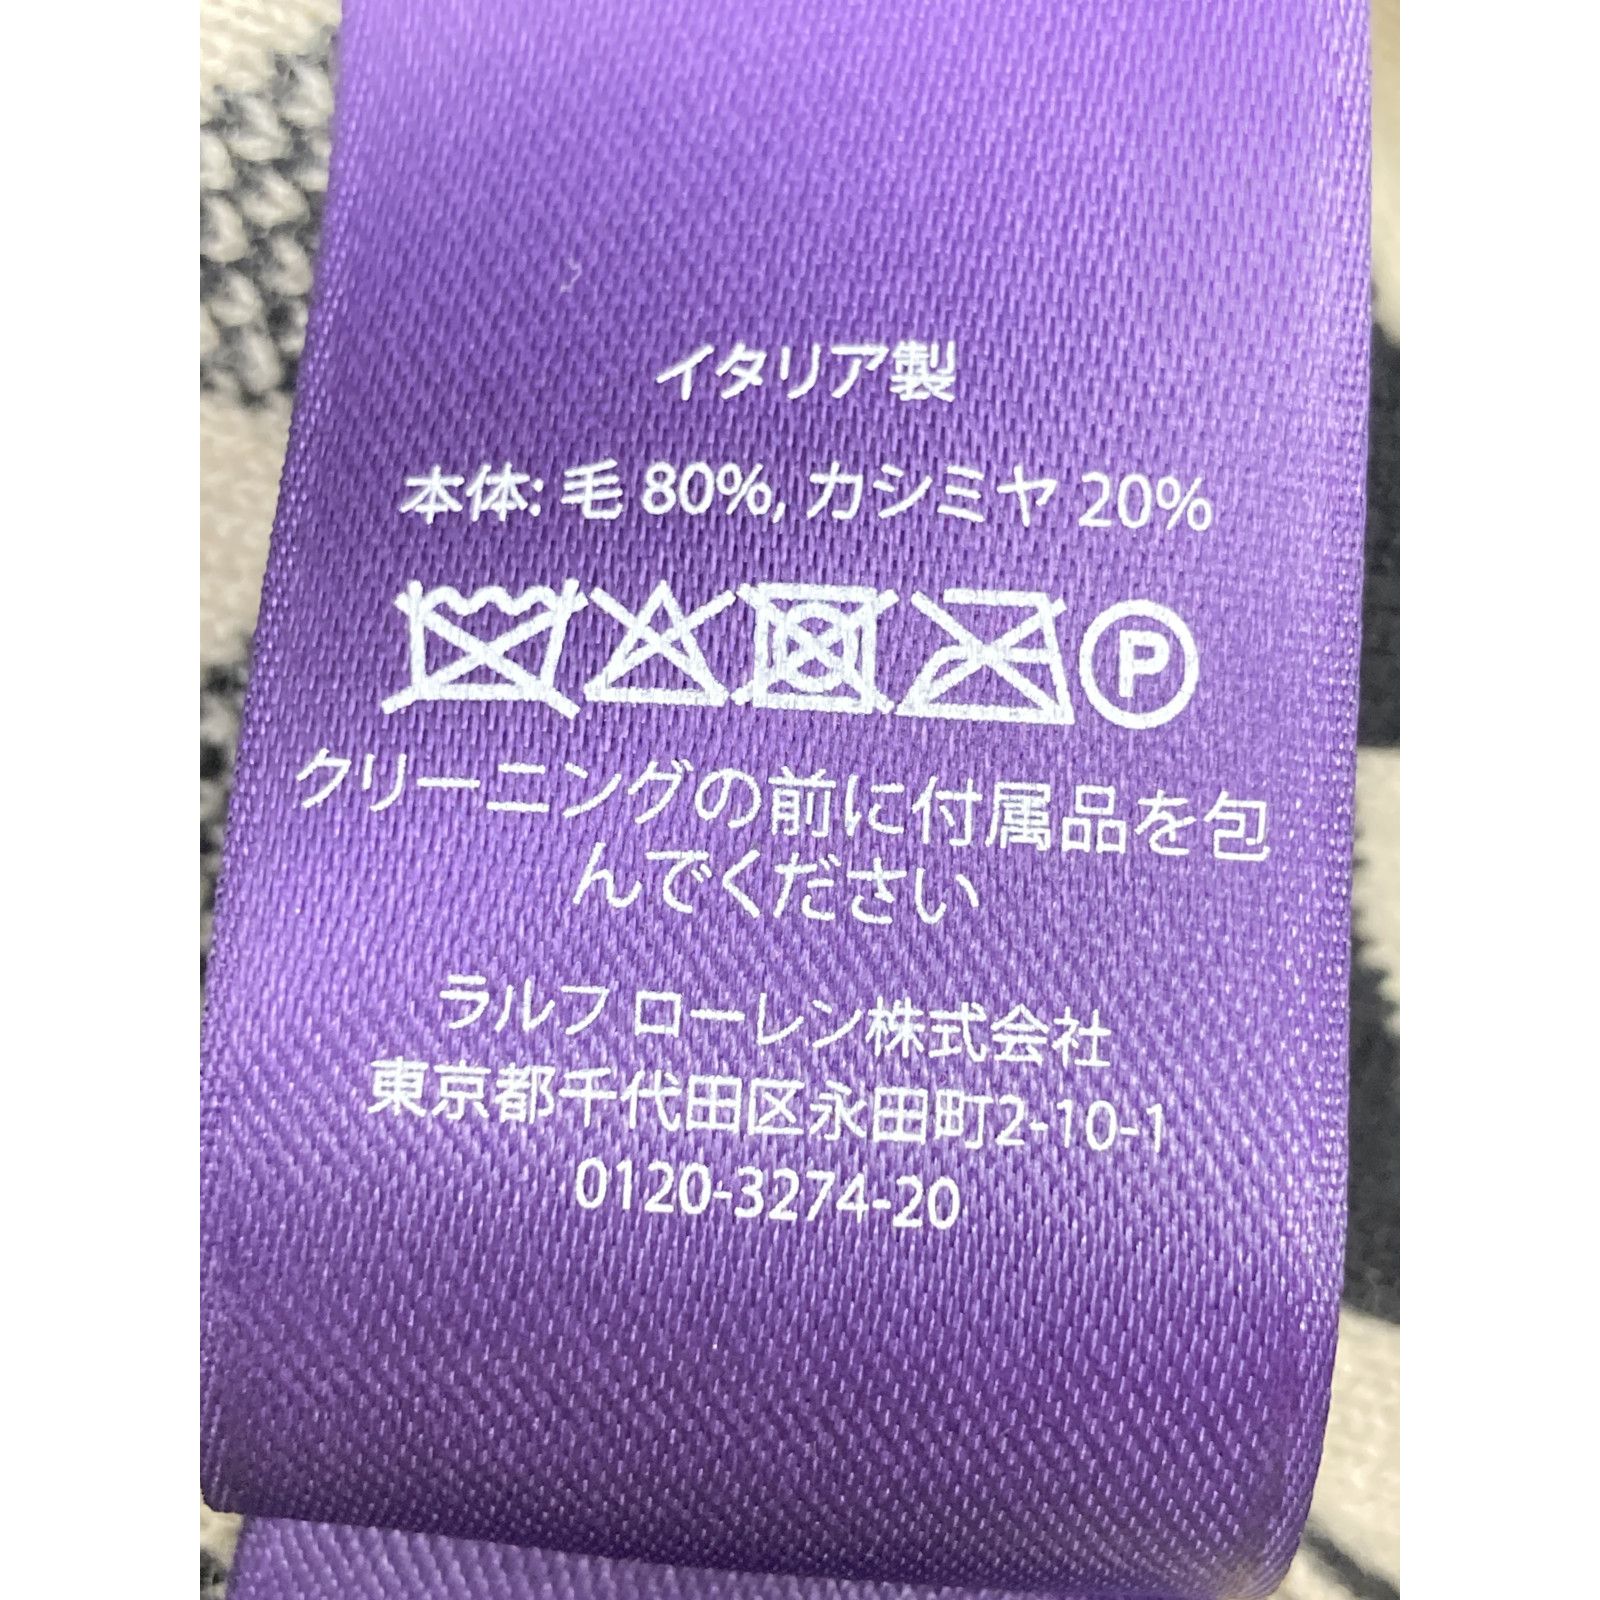 イタリア製
本体: 毛 80%, カシミヤ 20%
P
クリーニングの前に付属品を包
んでください
ラルフ ローレン株式会社
東京都千代田区永田町2-10-1
0120-3274-20